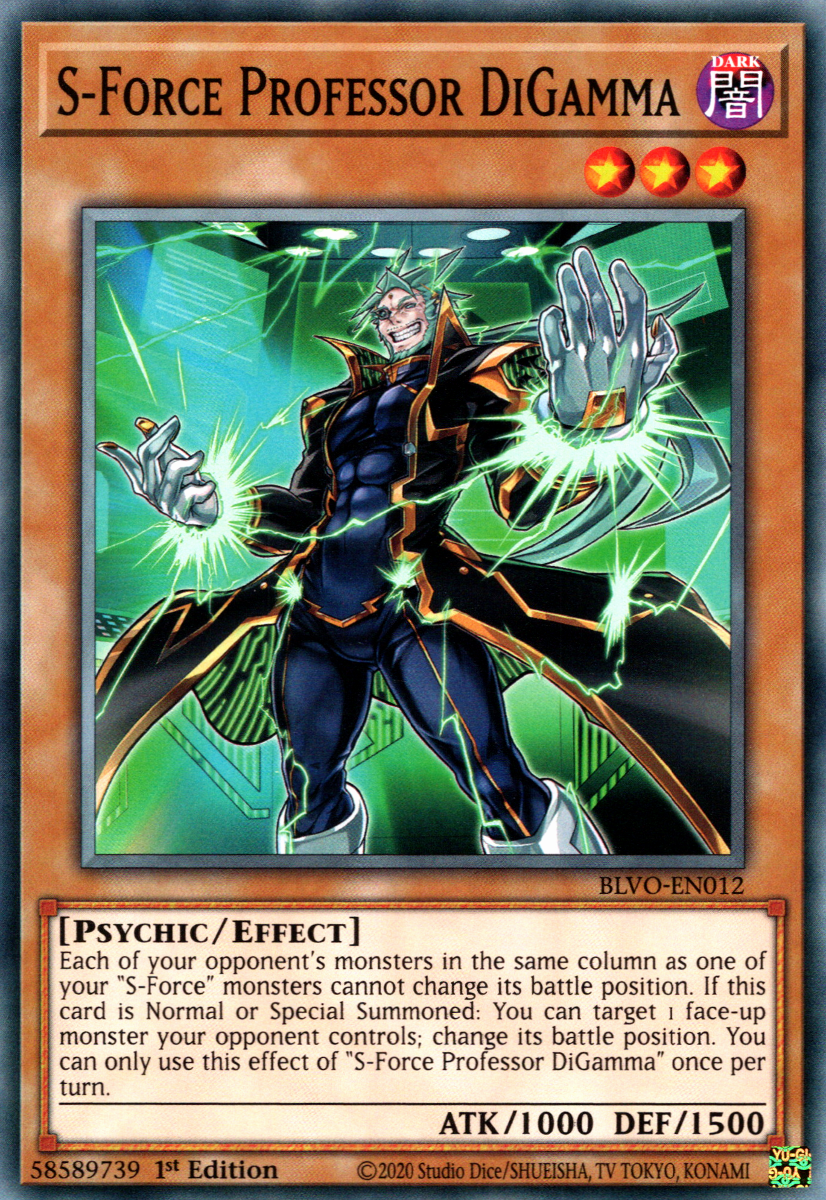 S-Force Professor DiGamma
DARK
闇
BLVO-EN012
[Psychic/Effect]
Each of your opponent's monsters in the same column as one of
your "S-Force" monsters cannot change its battle position. If this
card is Normal or Special Summoned: You can target 1 face-up
monster your opponent controls; change its battle position. You
can only use this effect of "S-Force Professor DiGamma" once per
turn.
ATK/1000 DEF/1500
58589739 1st Edition ©2020 Studio Dice/SHUEISHA, TV TOKYO, KONAMI
YU-GI